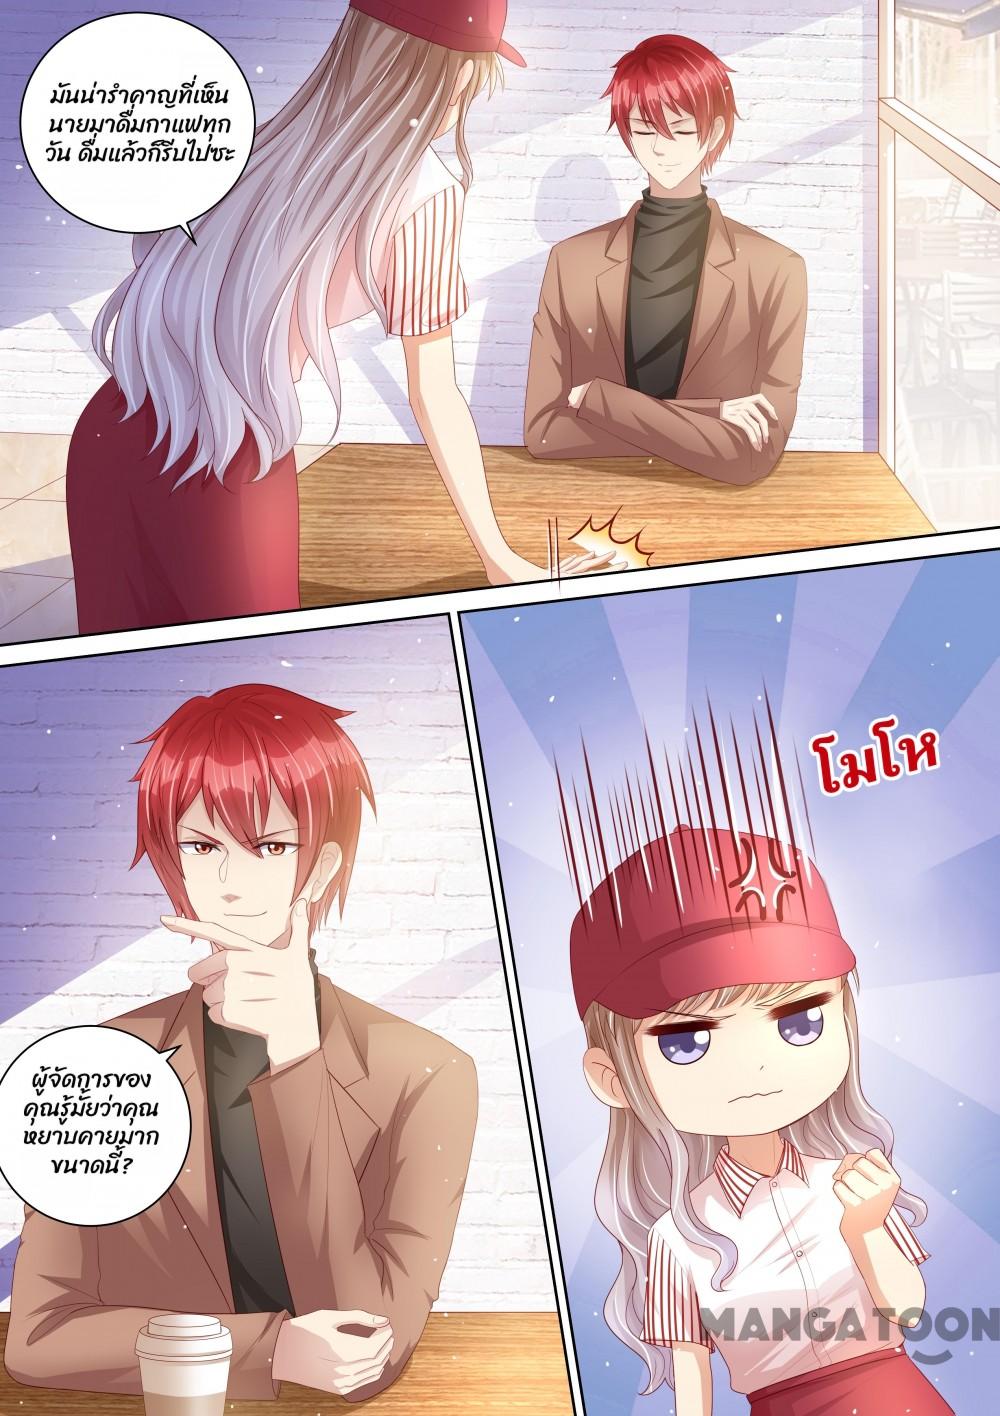 มันน่ารำคาญที่เห็น
นายมาดื่มกาแฟทุก
วัน ดื่มแล้วก็รีบไปซะ
โมโห
ผู้จัดการของ
คุณรู้มั้ยว่าคุณ
หยาบคายมาก
ขนาดนี้?
MANGATOON